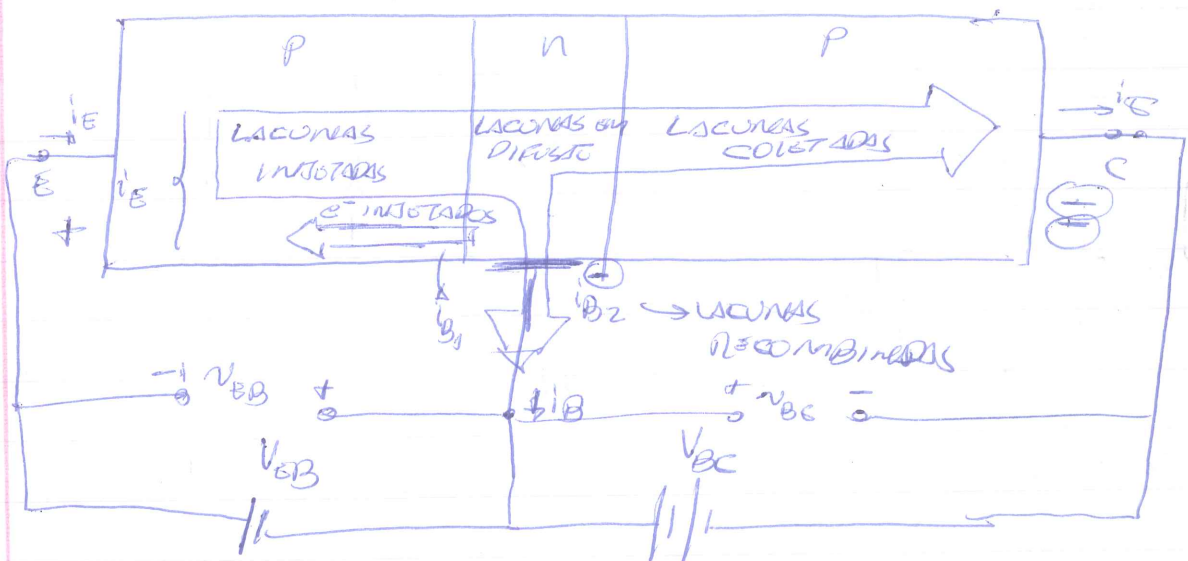 p n p
iE
LACUNAS
INJETADAS
LACUNAS EM
DIFUSÃO
LACUNAS
COLETADAS
iC
E
C
+
iE
e⁻ INJETADOS
-
iB1
iB2 → LACUNAS
RECOMBINADAS
- vEB + iB + vBC -
VEB
VBC